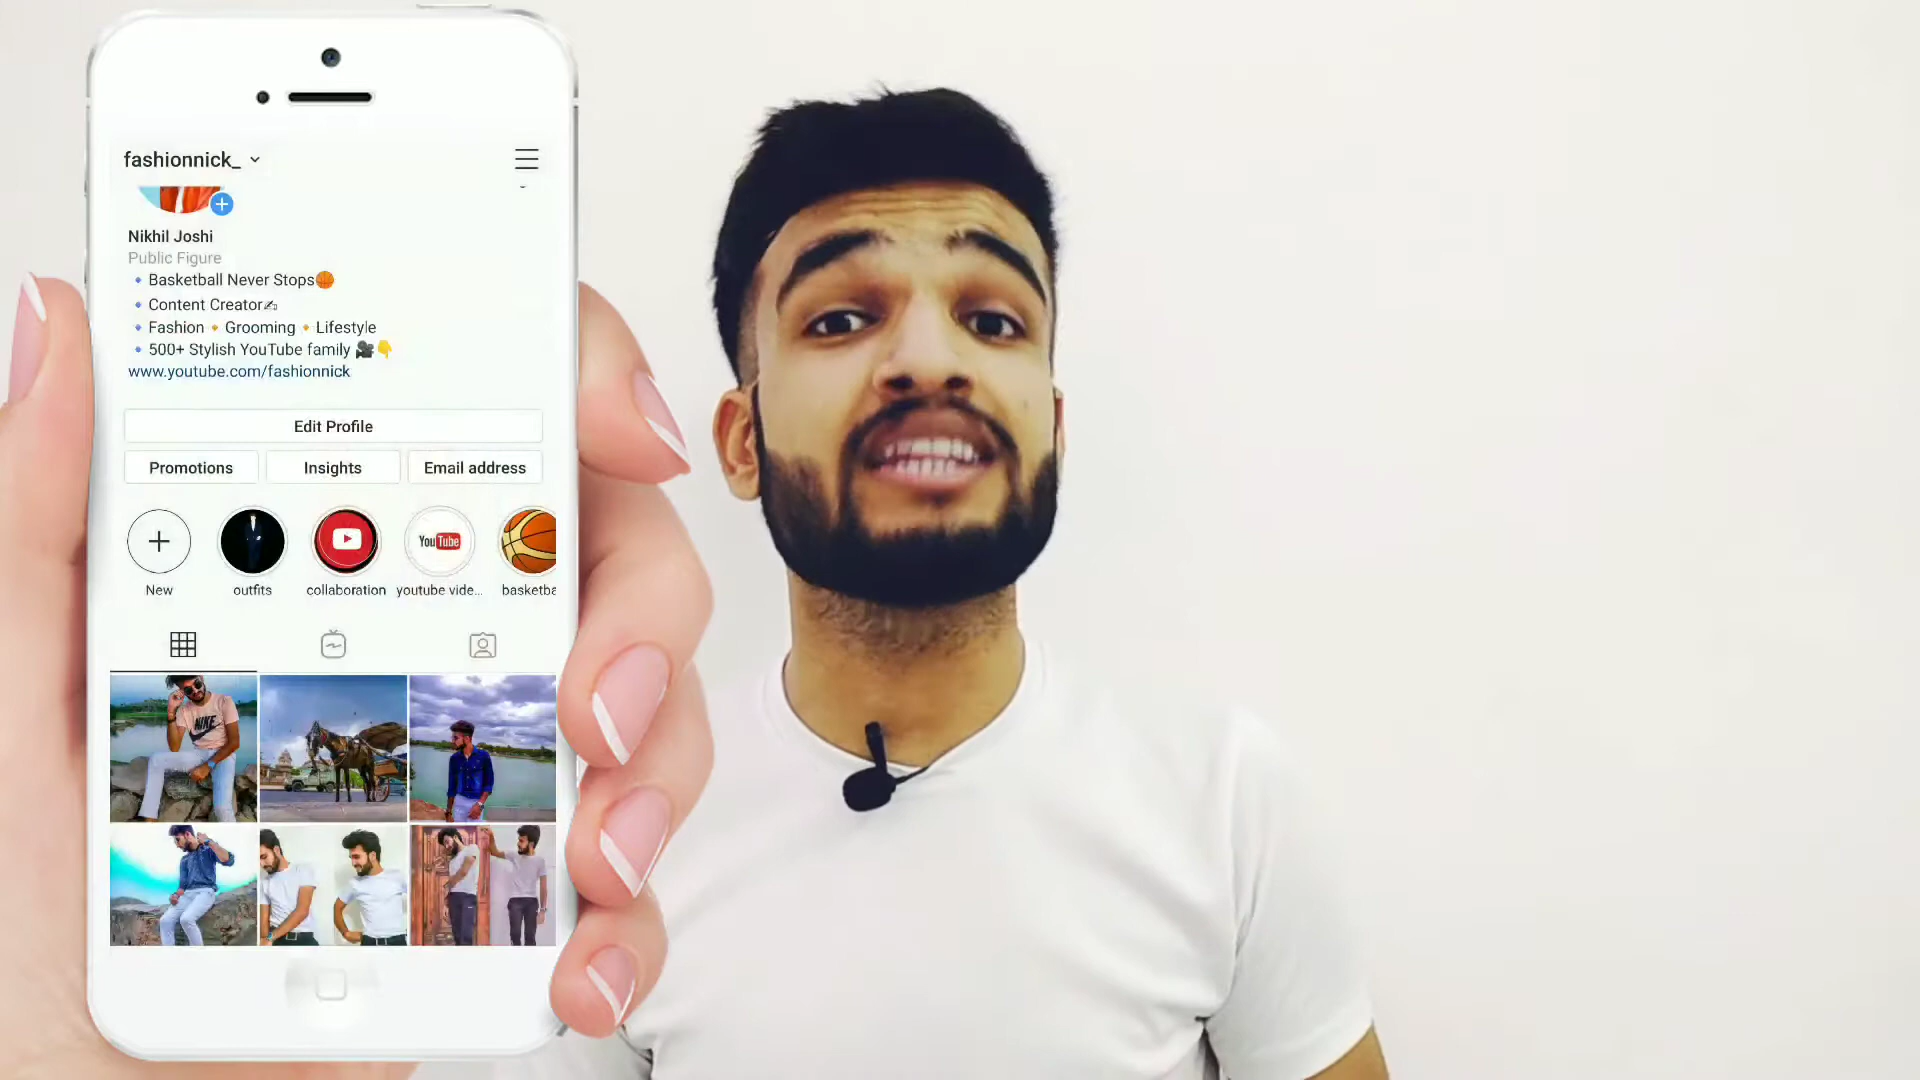 fashionnick_
Nikhil Joshi
Public Figure
🔹Basketball Never Stops🏀
🔹Content Creator✍
🔹Fashion🔸Grooming🔸Lifestyle
🔹500+ Stylish YouTube family 🎥👇
www.youtube.com/fashionnick
Edit Profile
Promotions Insights Email address
YouTube
New outfits collaboration youtube vide... basketba
NIKE